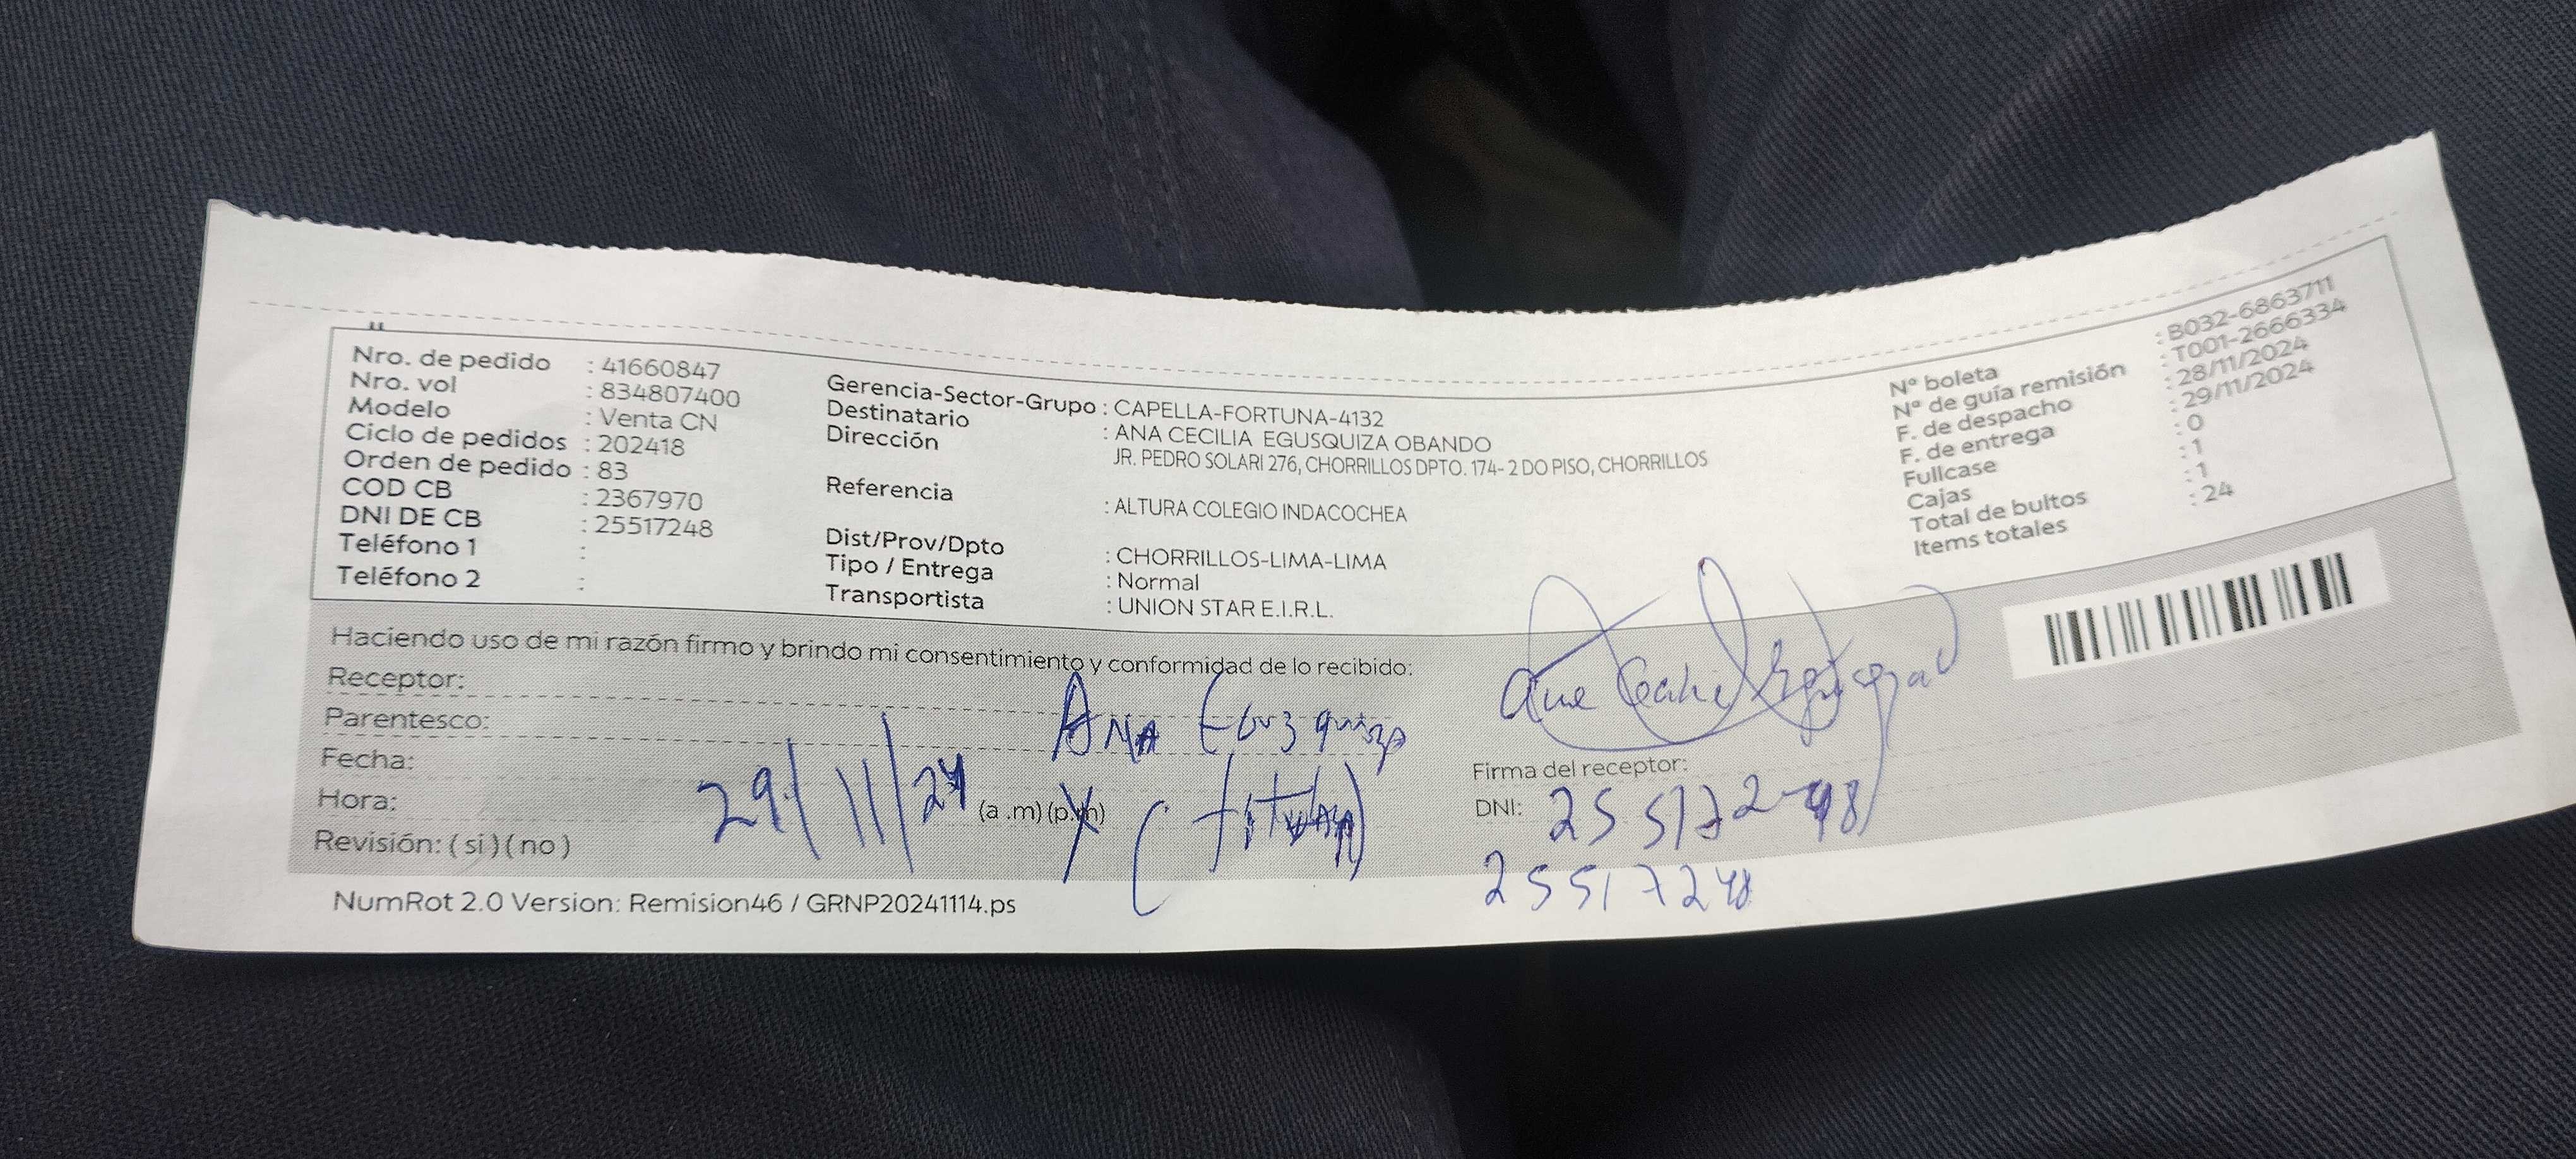 Nro. de pedido : 41660847
Nro. vol : 834807400
Modelo : Venta CN
Ciclo de pedidos : 202418
Orden de pedido : 83
COD CB : 2367970
DNI DE CB : 25517248
Teléfono 1 :
Teléfono 2 :
Gerencia-Sector-Grupo : CAPELLA-FORTUNA-4132
Destinatario : ANA CECILIA EGUSQUIZA OBANDO
Dirección JR. PEDRO SOLARI 276, CHORRILLOS DPTO. 174- 2 DO PISO, CHORRILLOS
Referencia : ALTURA COLEGIO INDACOCHEA
Dist/Prov/Dpto : CHORRILLOS-LIMA-LIMA
Tipo / Entrega : Normal
Transportista : UNION STAR E.I.R.L.
N° boleta : B032-6863711
N° de guía remisión : T001-2666334
F. de despacho : 28/11/2024
F. de entrega : 29/11/2024
Fullcase : 0
Cajas : 1
Total de bultos : 1
Items totales : 24
Haciendo uso de mi razón firmo y brindo mi consentimiento y conformidad de lo recibido:
Receptor:
Parentesco: ANA
Fecha: 29/11/24
Hora: (a .m) (p.m) (titular)
Revisión: ( si ) ( no )
Firma del receptor:
DNI: 25517248
25517248
NumRot 2.0 Version: Remision46 / GRNP20241114.ps